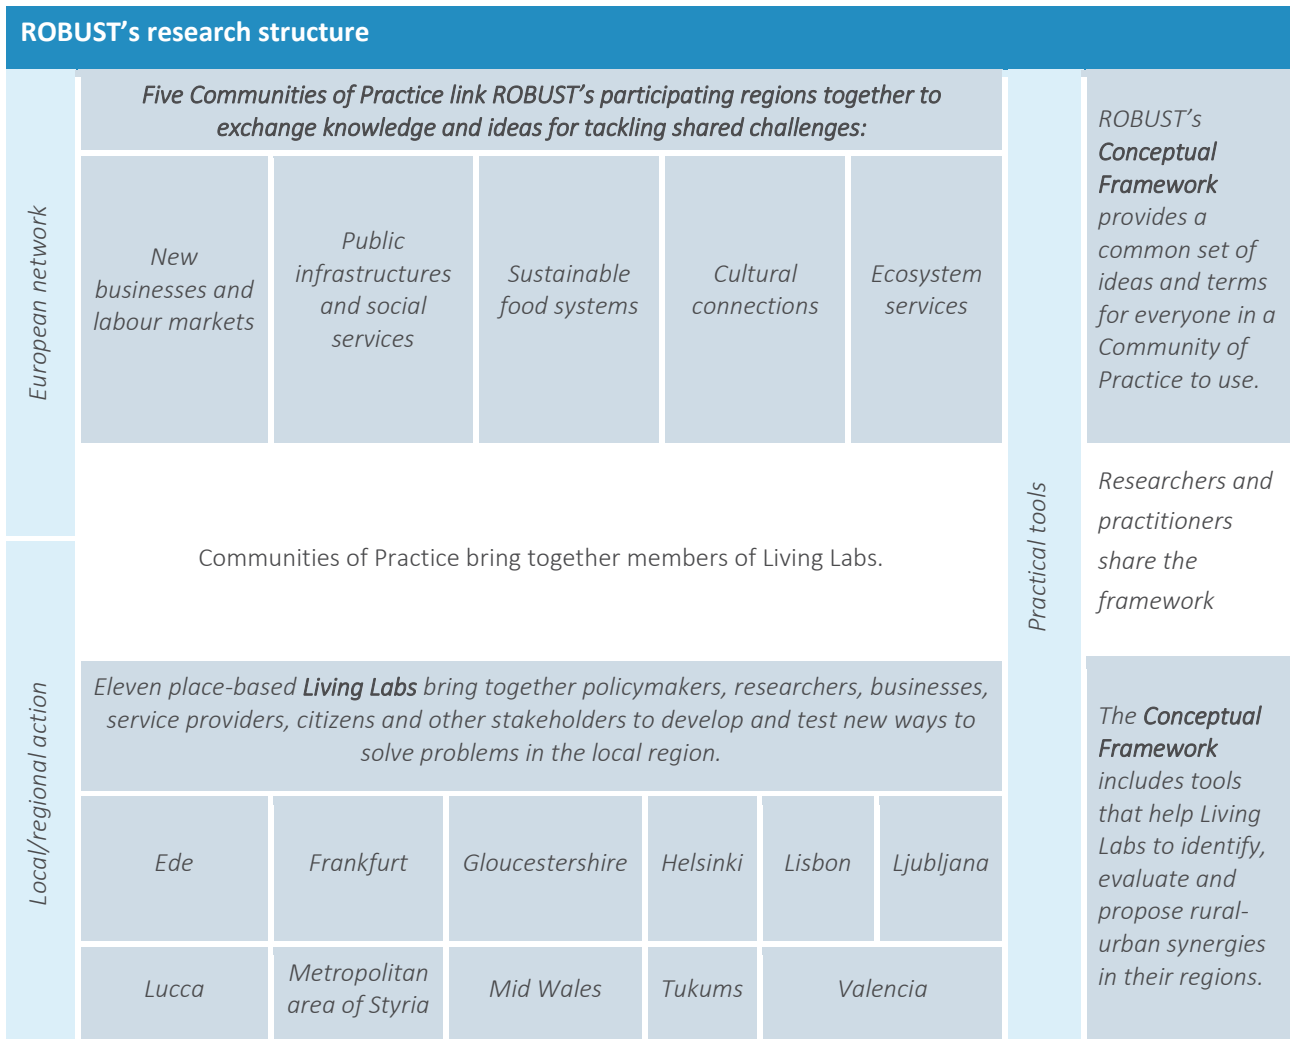 ROBUST’s research structure
European network
Five Communities of Practice link ROBUST’s participating regions together to
exchange knowledge and ideas for tackling shared challenges:
New
businesses and
labour markets
Public
infrastructures
and social
services
Sustainable
food systems
Cultural
connections
Ecosystem
services
Communities of Practice bring together members of Living Labs.
Local/regional action
Eleven place-based Living Labs bring together policymakers, researchers, businesses,
service providers, citizens and other stakeholders to develop and test new ways to
solve problems in the local region.
Ede
Frankfurt
Gloucestershire
Helsinki
Lisbon
Ljubljana
Lucca
Metropolitan
area of Styria
Mid Wales
Tukums
Valencia
Practical tools
ROBUST’s
Conceptual
Framework
provides a
common set of
ideas and terms
for everyone in a
Community of
Practice to use.
Researchers and
practitioners
share the
framework
The Conceptual
Framework
includes tools
that help Living
Labs to identify,
evaluate and
propose rural-
urban synergies
in their regions.